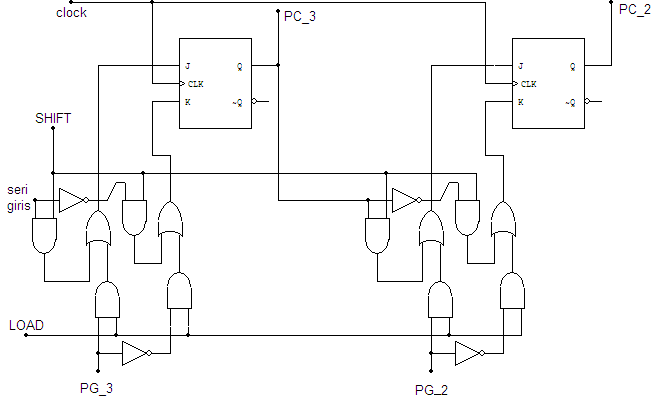 clock
PC_3
PC_2
J
Q
CLK
K
~Q
J
Q
CLK
K
~Q
SHIFT
seri
giris
LOAD
PG_3
PG_2